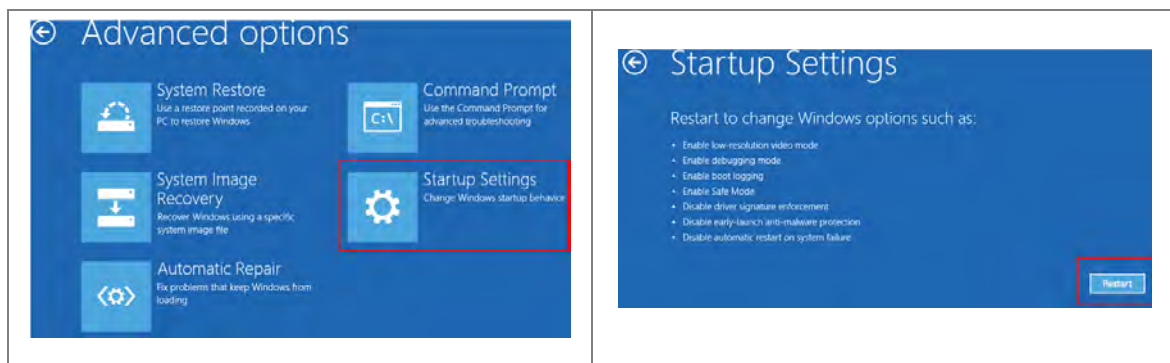 Advanced options
System Restore
Use a restore point recorded on your
PC to restore Windows
Command Prompt
Use the Command Prompt for
advanced troubleshooting
C:\
System Image
Recovery
Recover Windows using a specific
system image file
Startup Settings
Change Windows startup behavior
Automatic Repair
Fix problems that keep Windows from
loading
Startup Settings
Restart to change Windows options such as:
• Enable low-resolution video mode
• Enable debugging mode
• Enable boot logging
• Enable Safe Mode
• Disable driver signature enforcement
• Disable early-launch anti-malware protection
• Disable automatic restart on system failure
Restart